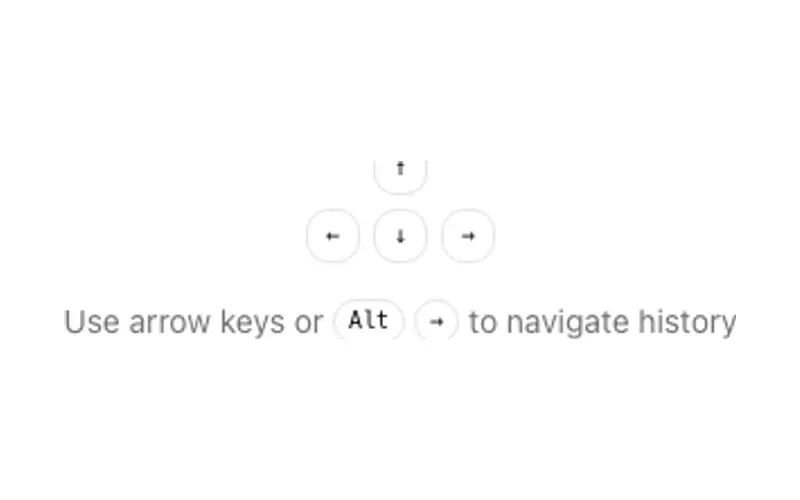 ↑
← ↓ →
Use arrow keys or Alt → to navigate history